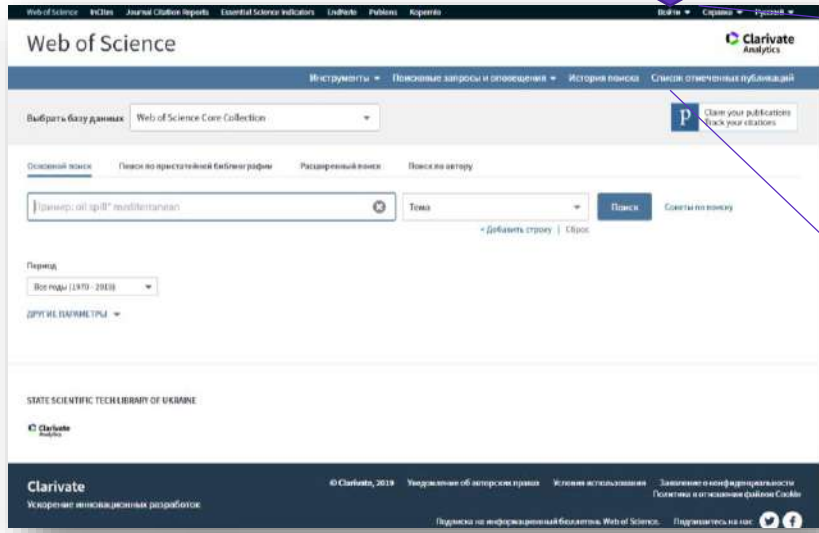 Web of Science InCites Journal Citation Reports Essential Science Indicators EndNote Publons Kopernio Войти Справка Русский
Web of Science
Clarivate
Analytics
Инструменты Поисковые запросы и оповещения История поиска Список отмеченных публикаций
Выбрать базу данных Web of Science Core Collection
P Claim your publications
Track your citations
Основной поиск Поиск по пристатейной библиографии Расширенный поиск Поиск по автору
Пример: oil spill* mediterranean Тема Поиск Советы по поиску
+ Добавить строку | Сброс
Период
Все годы (1970 - 2019)
ДРУГИЕ ПАРАМЕТРЫ
STATE SCIENTIFIC TECH LIBRARY OF UKRAINE
Clarivate
Analytics
Clarivate
Ускорение инновационных разработок
© Clarivate, 2019 Уведомление об авторских правах Условия использования Заявление о конфиденциальности
Политика в отношении файлов Cookie
Подписка на информационный бюллетень Web of Science. Подпишитесь на нас